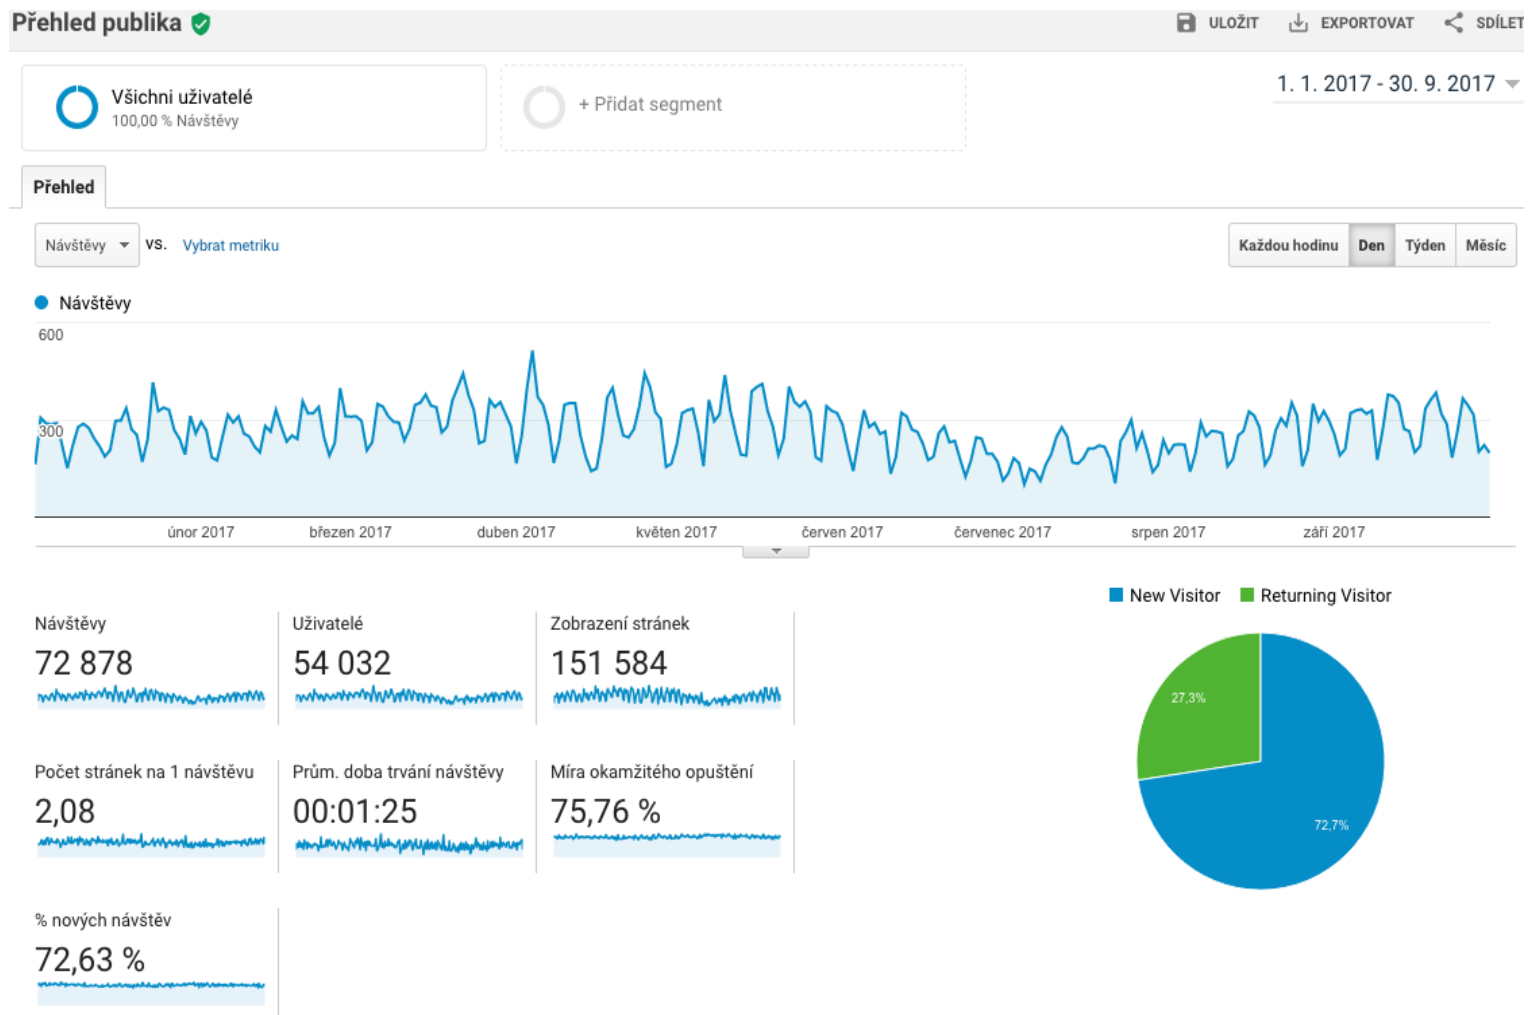 Přehled publika
ULOŽIT
EXPORTOVAT
SDÍLET
Všichni uživatelé
100,00 % Návštěvy
+ Přidat segment
1. 1. 2017 - 30. 9. 2017
Přehled
Návštěvy
VS.
Vybrat metriku
Každou hodinu
Den
Týden
Měsíc
Návštěvy
600
300
únor 2017
březen 2017
duben 2017
květen 2017
červen 2017
červenec 2017
srpen 2017
září 2017
New Visitor
Returning Visitor
Návštěvy
72 878
Uživatelé
54 032
Zobrazení stránek
151 584
27,3%
72,7%
Počet stránek na 1 návštěvu
2,08
Prům. doba trvání návštěvy
00:01:25
Míra okamžitého opuštění
75,76 %
% nových návštěv
72,63 %